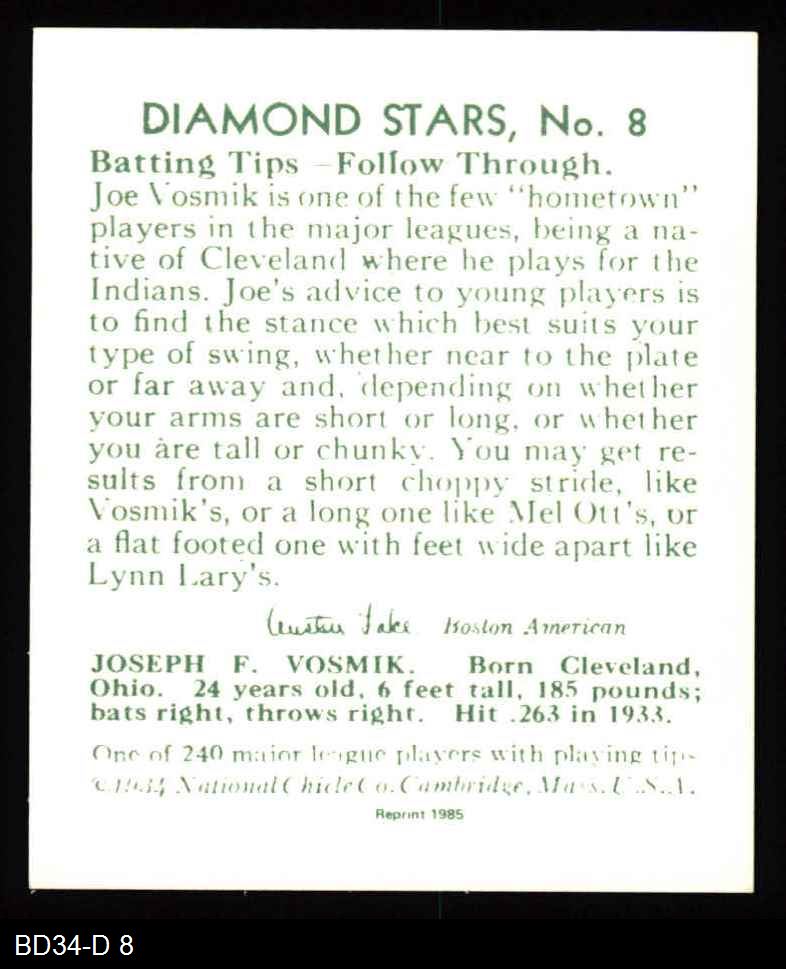 DIAMOND STARS, No. 8
Batting Tips – Follow Through.
Joe Vosmik is one of the few "hometown"
players in the major leagues, being a na-
tive of Cleveland where he plays for the
Indians. Joe's advice to young players is
to find the stance which best suits your
type of swing, whether near to the plate
or far away and, depending on whether
your arms are short or long, or whether
you are tall or chunky. You may get re-
sults from a short choppy stride, like
Vosmik's, or a long one like Mel Ott's, or
a flat footed one with feet wide apart like
Lynn Lary's.
Austen Lake Boston American
JOSEPH F. VOSMIK. Born Cleveland,
Ohio. 24 years old, 6 feet tall, 185 pounds;
bats right, throws right. Hit .263 in 1933.
One of 240 major league players with playing tips
©1934 National Chicle Co. Cambridge, Mass. U.S.A.
Reprint 1985
BD34-D 8